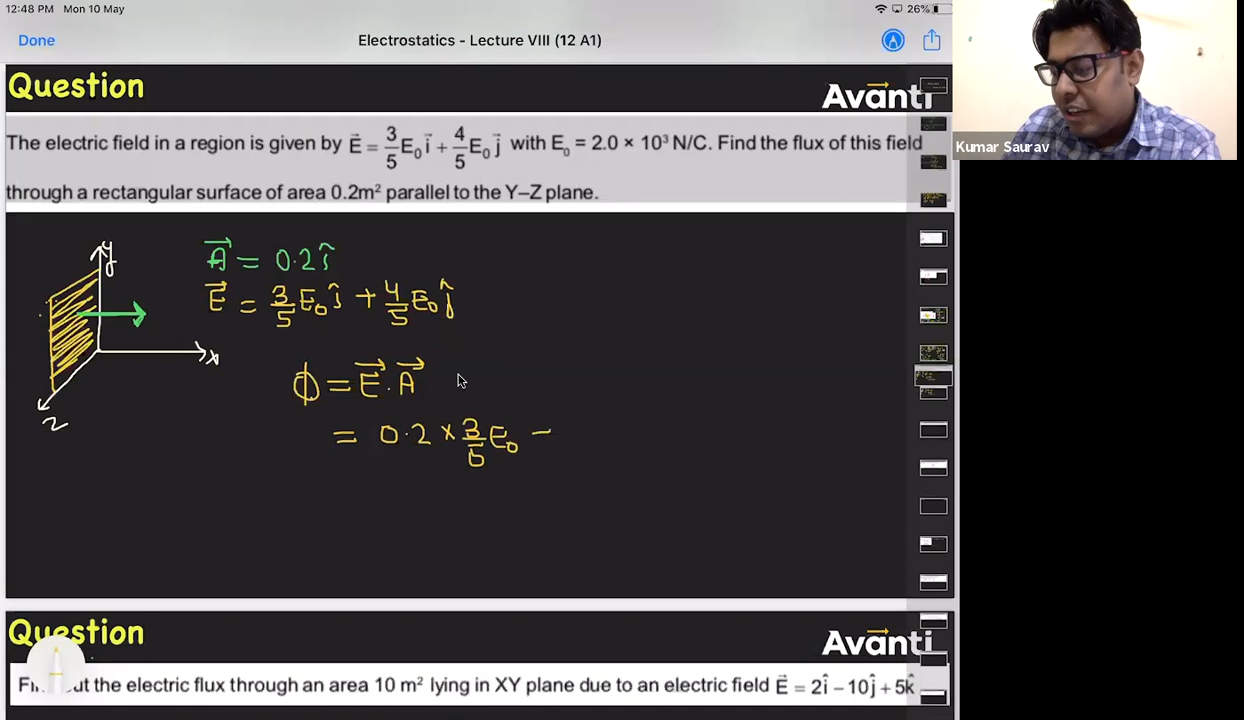 12:48 PM Mon 10 May
26%
Done
Electrostatics - Lecture VIII (12 A1)
Question
Avanti
The electric field in a region is given by E⃗ = 3/5 E₀ i⃗ + 4/5 E₀ j⃗ with E₀ = 2.0 × 10³ N/C. Find the flux of this field
through a rectangular surface of area 0.2m² parallel to the Y–Z plane.
Kumar Saurav
y
x
z
A⃗ = 0.2 î
E⃗ = 3/5 E₀ î + 4/5 E₀ ĵ
ϕ = E⃗ . A⃗
= 0.2 × 3/5 E₀ –
Question
Avanti
ut the electric flux through an area 10 m² lying in XY plane due to an electric field E⃗ = 2î – 10ĵ + 5k̂